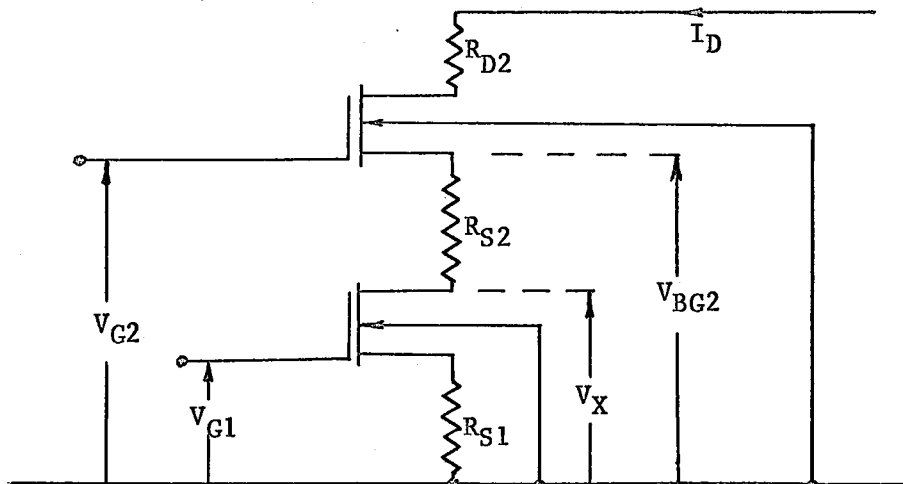 I_D
R_D2
R_S2
V_G2
V_BG2
V_X
V_G1
R_S1